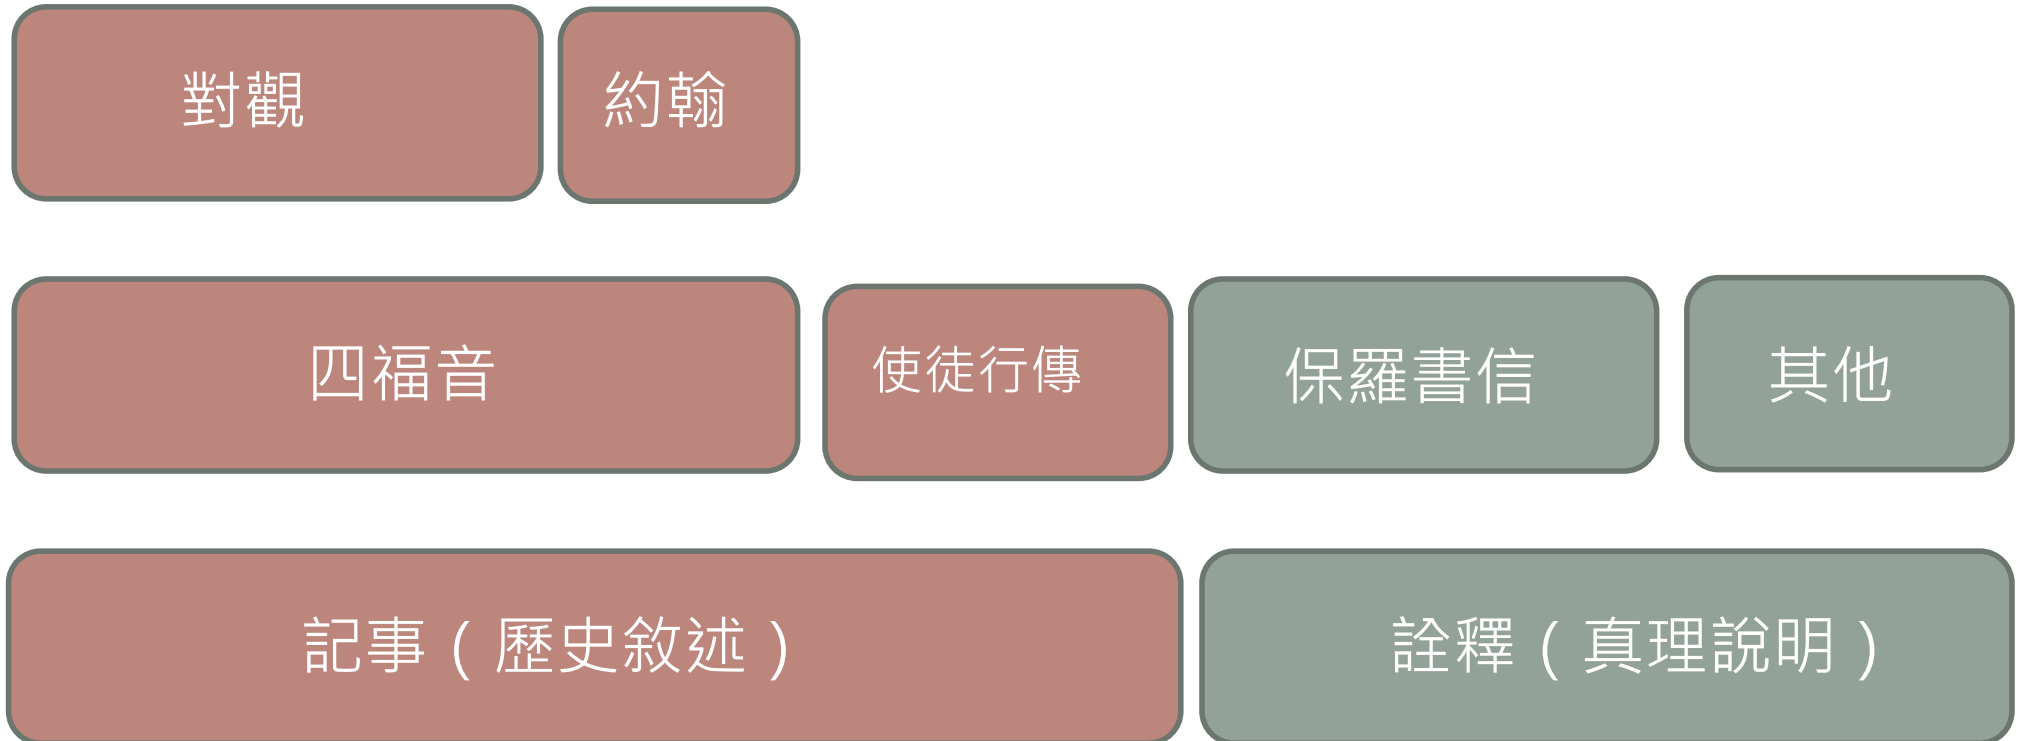 對觀
約翰
四福音
使徒行傳
保羅書信
其他
記事 ( 歷史敘述 )
詮釋 ( 真理說明 )